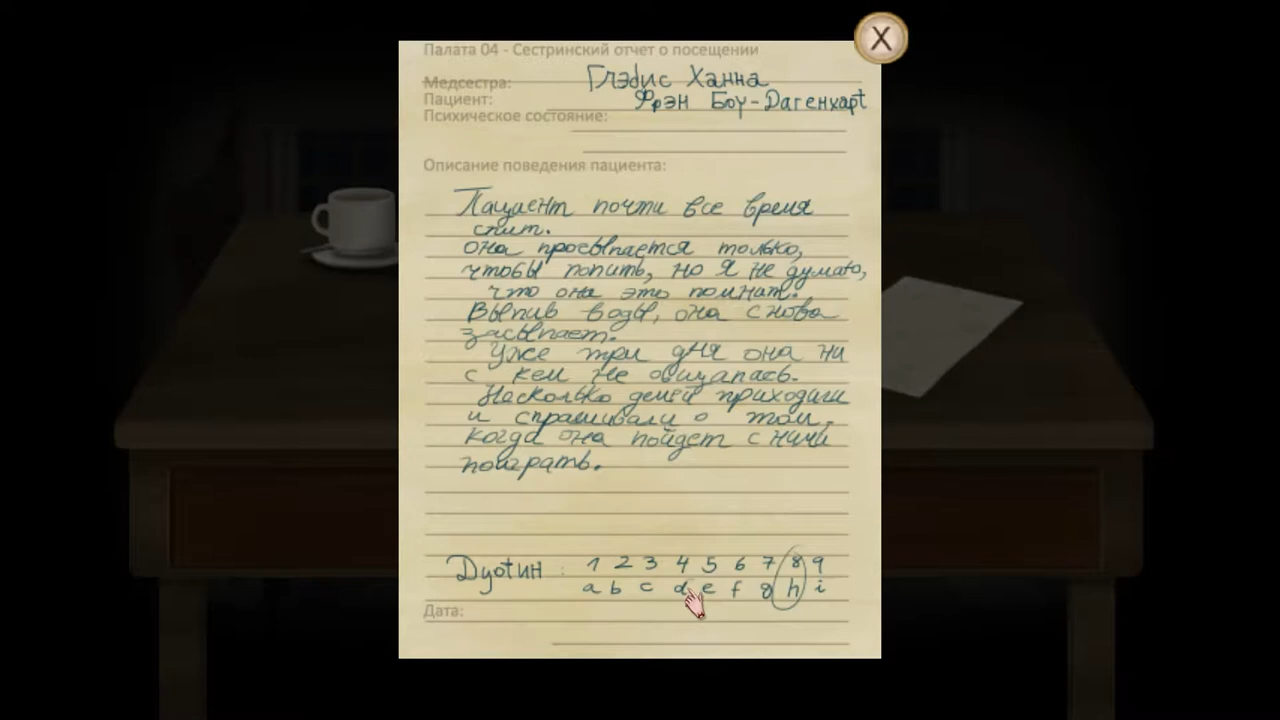 X
Палата 04 - Сестринский отчет о посещении
Медсестра: Глэдис Ханна
Пациент: Фрэн Боу-Дагенхарt
Психическое состояние:
Описание поведения пациента:
Пациент почти все время
спит.
она просыпается только,
чтобы попить, но я не думаю,
что она это помнит.
Выпив воды, она снова
засыпает.
Уже три дня она ни
с кем не общалась.
Несколько детей приходили
и спрашивали о том,
когда она пойдет с ними
поиграть.
Дуоtин : 1 2 3 4 5 6 7 8 9
a b c d e f g h i
Дата: